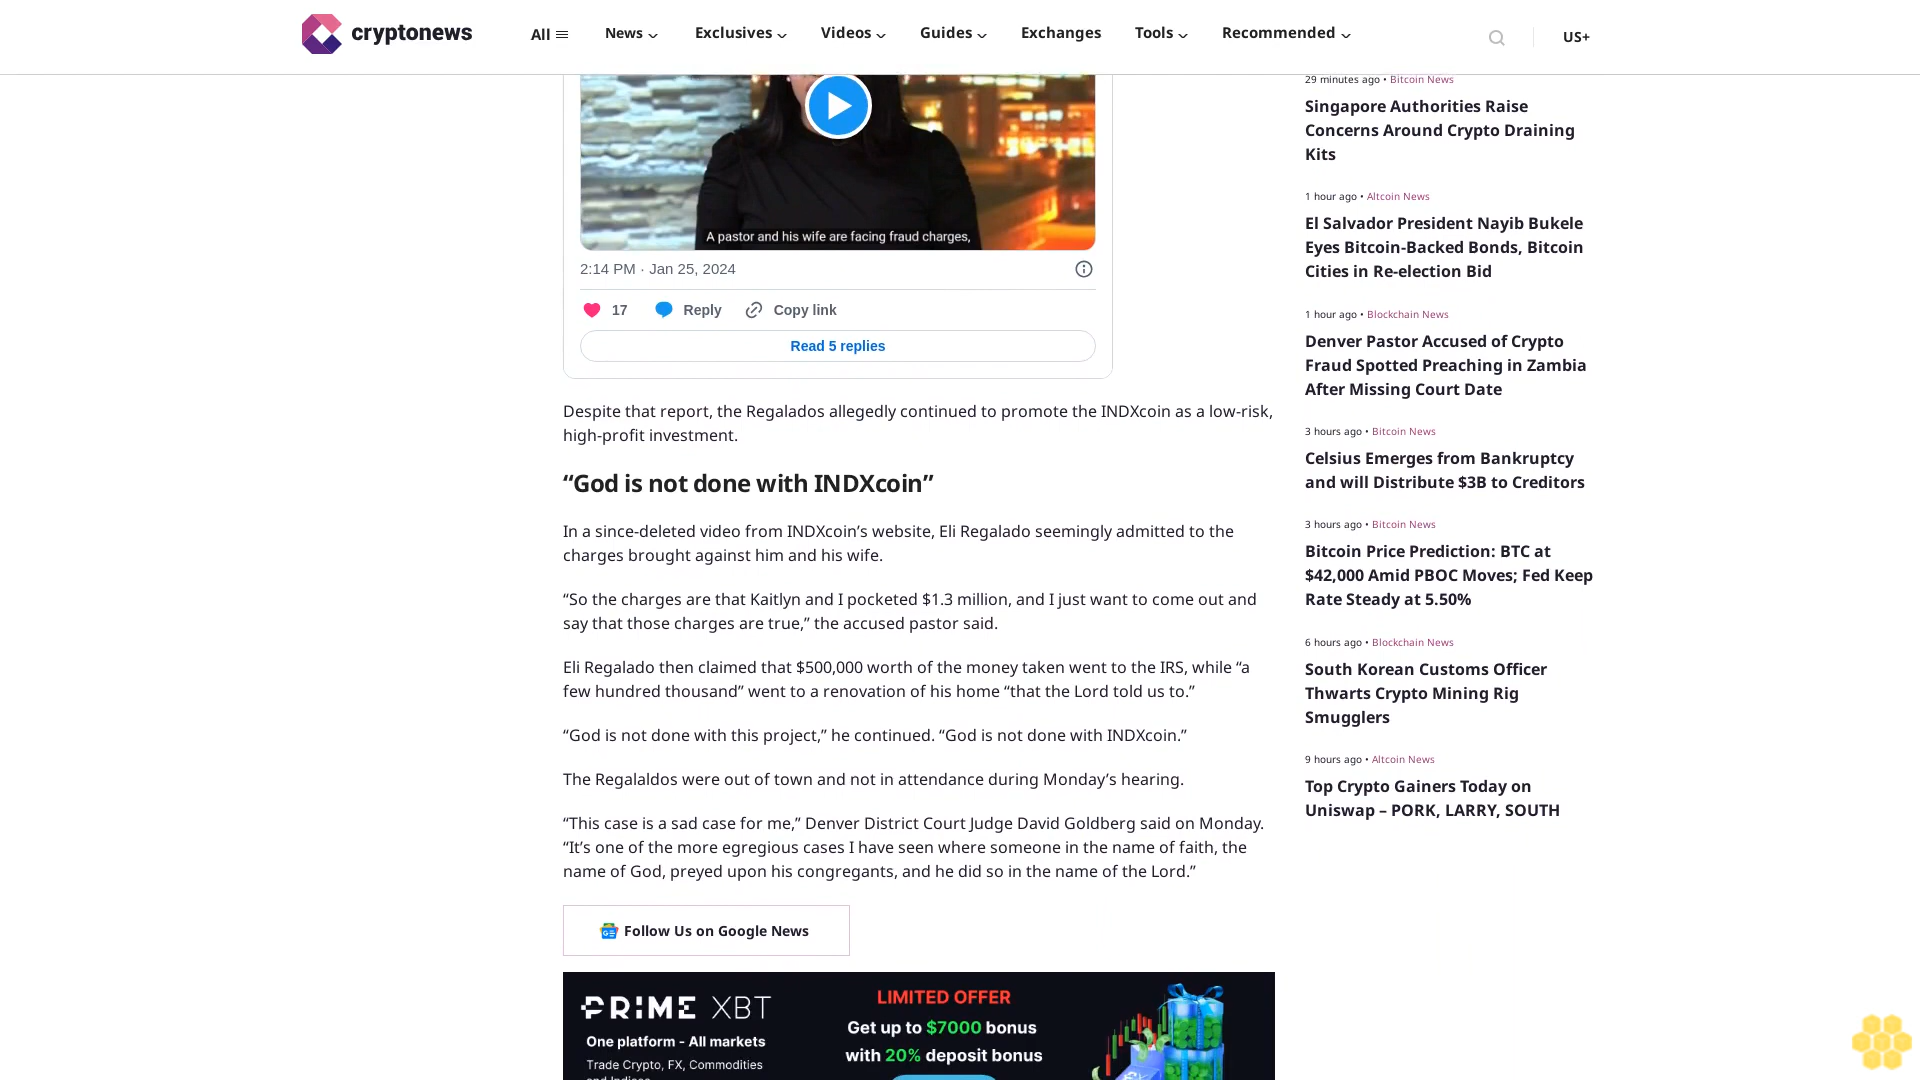 cryptonews
All
News
Exclusives
Videos
Guides
Exchanges
Tools
Recommended
US+
A pastor and his wife are facing fraud charges,
2:14 PM · Jan 25, 2024
17
Reply
Copy link
Read 5 replies
Despite that report, the Regalados allegedly continued to promote the INDXcoin as a low-risk,
high-profit investment.
“God is not done with INDXcoin”
In a since-deleted video from INDXcoin’s website, Eli Regalado seemingly admitted to the
charges brought against him and his wife.
“So the charges are that Kaitlyn and I pocketed $1.3 million, and I just want to come out and
say that those charges are true,” the accused pastor said.
Eli Regalado then claimed that $500,000 worth of the money taken went to the IRS, while “a
few hundred thousand” went to a renovation of his home “that the Lord told us to.”
“God is not done with this project,” he continued. “God is not done with INDXcoin.”
The Regalaldos were out of town and not in attendance during Monday’s hearing.
“This case is a sad case for me,” Denver District Court Judge David Goldberg said on Monday.
“It’s one of the more egregious cases I have seen where someone in the name of faith, the
name of God, preyed upon his congregants, and he did so in the name of the Lord.”
Follow Us on Google News
PRIME XBT
One platform - All markets
Trade Crypto, FX, Commodities
and Indices
LIMITED OFFER
Get up to $7000 bonus
with 20% deposit bonus
29 minutes ago • Bitcoin News
Singapore Authorities Raise
Concerns Around Crypto Draining
Kits
1 hour ago • Altcoin News
El Salvador President Nayib Bukele
Eyes Bitcoin-Backed Bonds, Bitcoin
Cities in Re-election Bid
1 hour ago • Blockchain News
Denver Pastor Accused of Crypto
Fraud Spotted Preaching in Zambia
After Missing Court Date
3 hours ago • Bitcoin News
Celsius Emerges from Bankruptcy
and will Distribute $3B to Creditors
3 hours ago • Bitcoin News
Bitcoin Price Prediction: BTC at
$42,000 Amid PBOC Moves; Fed Keep
Rate Steady at 5.50%
6 hours ago • Blockchain News
South Korean Customs Officer
Thwarts Crypto Mining Rig
Smugglers
9 hours ago • Altcoin News
Top Crypto Gainers Today on
Uniswap – PORK, LARRY, SOUTH